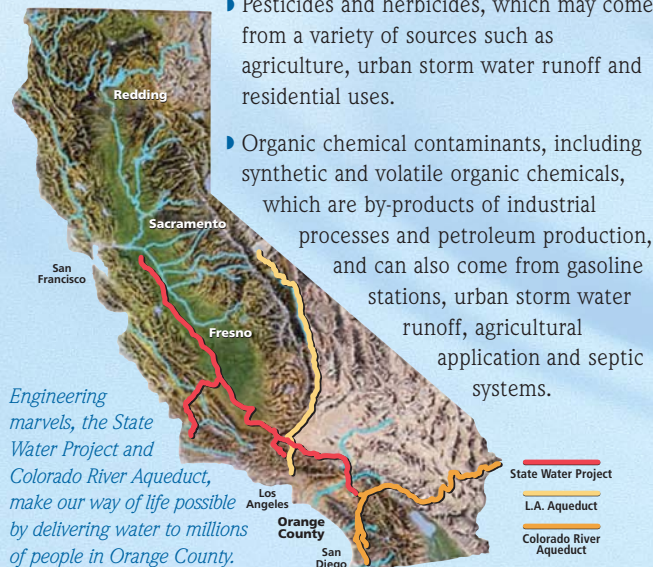 ◗ Pesticides and herbicides, which may come
from a variety of sources such as
agriculture, urban storm water runoff and
residential uses.
◗ Organic chemical contaminants, including
synthetic and volatile organic chemicals,
which are by-products of industrial
processes and petroleum production,
and can also come from gasoline
stations, urban storm water
runoff, agricultural
application and septic
systems.
Redding
Sacramento
San
Francisco
Fresno
Engineering
marvels, the State
Water Project and
Colorado River Aqueduct,
make our way of life possible
by delivering water to millions
of people in Orange County.
Los
Angeles
Orange
County
San
Diego
State Water Project
L.A. Aqueduct
Colorado River
Aqueduct